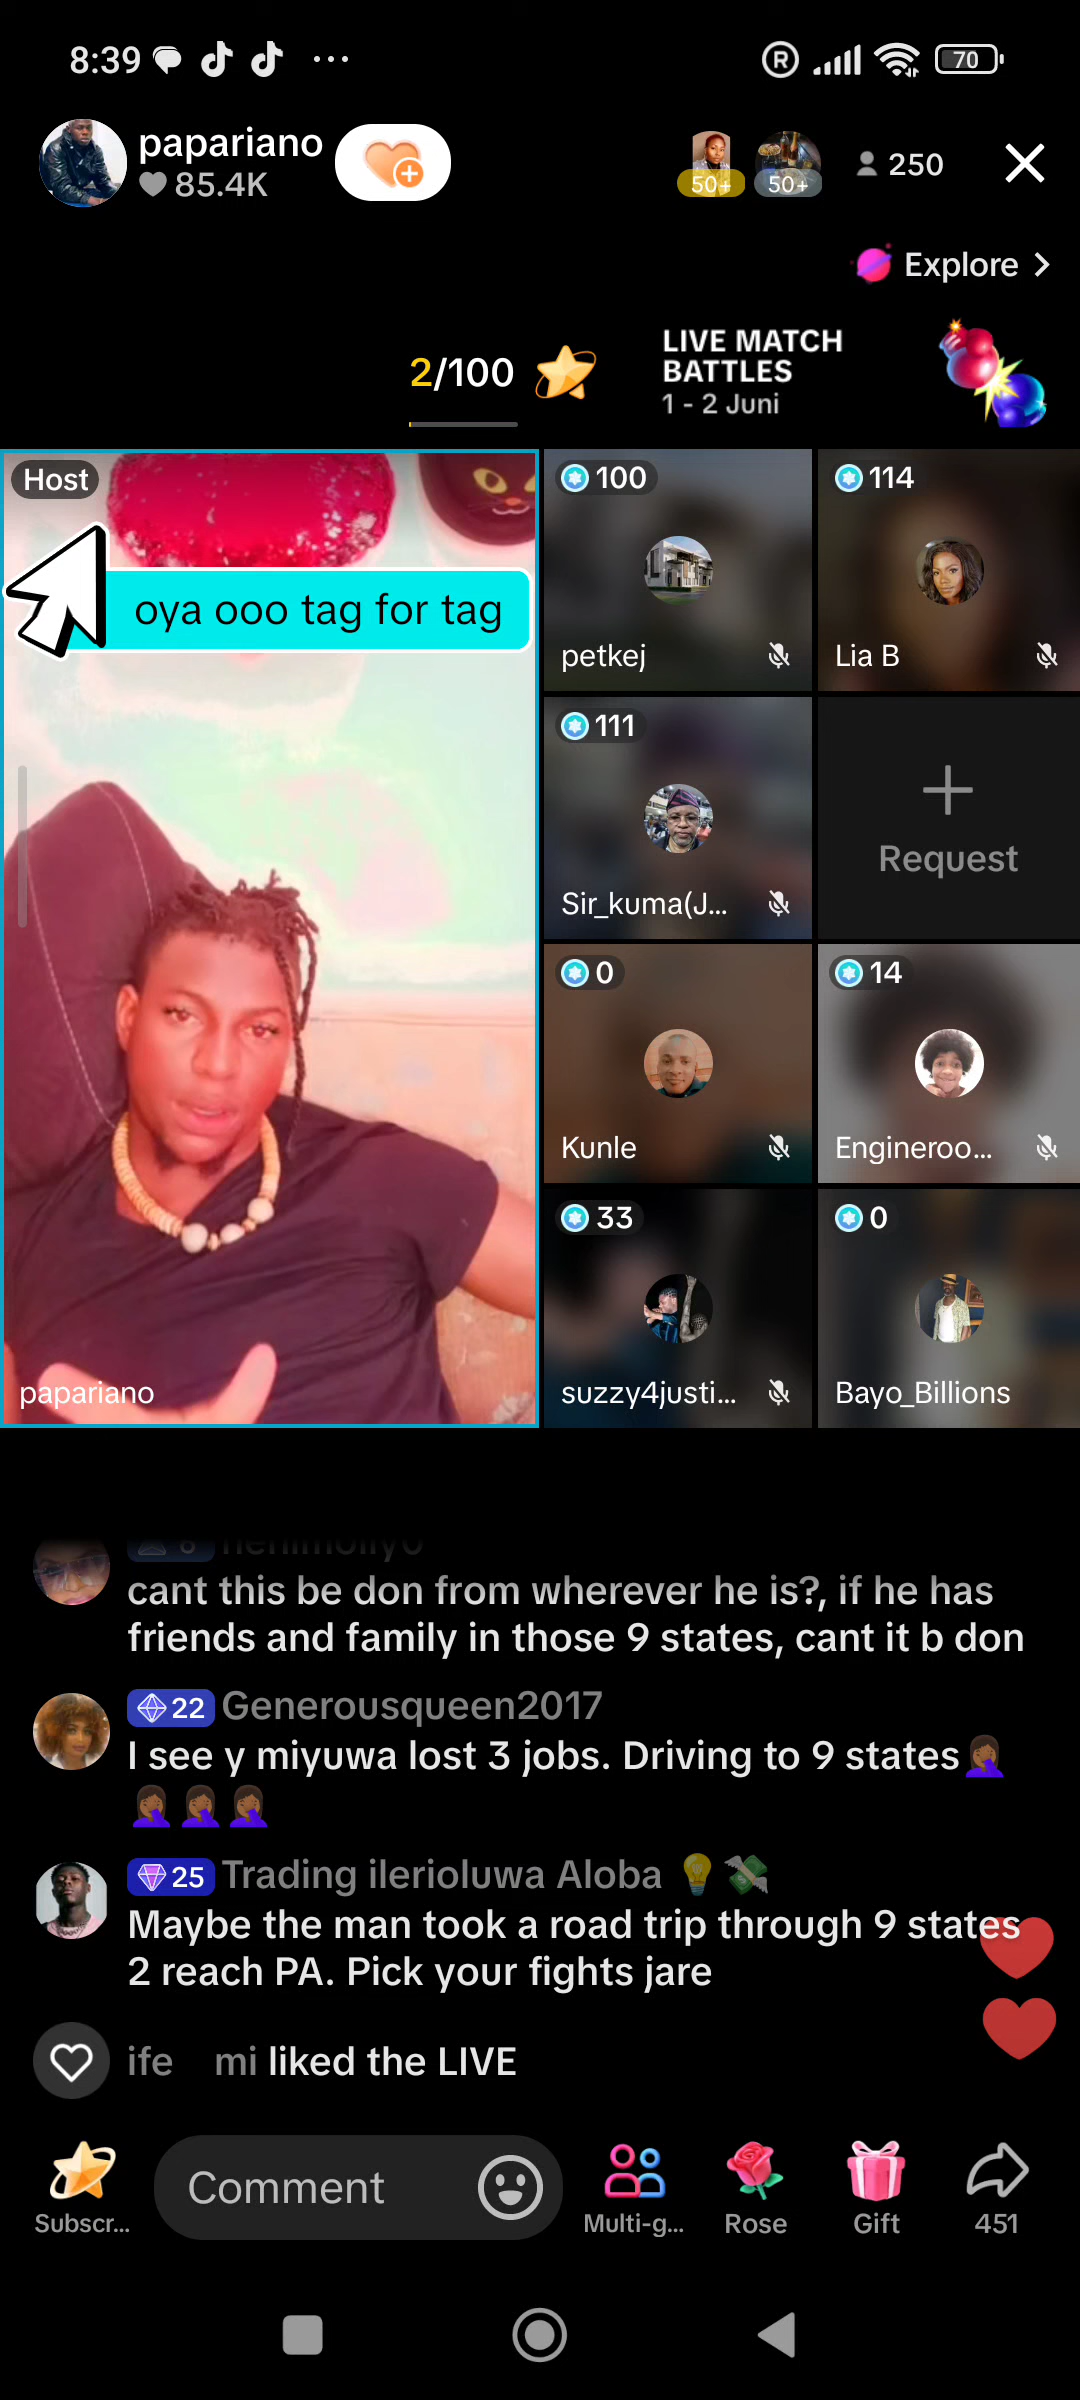 8:39
70
papariano
85.4K
50+
50+
250
Explore
2/100
LIVE MATCH
BATTLES
1 - 2 Juni
Host
oya ooo tag for tag
papariano
100
petkej
114
Lia B
111
Sir_kuma(J...
Request
0
Kunle
14
Engineroo...
33
suzzy4justi...
0
Bayo_Billions
cant this be don from wherever he is?, if he has
friends and family in those 9 states, cant it b don
22 Generousqueen2017
I see y miyuwa lost 3 jobs. Driving to 9 states🤦🏾‍♀️
🤦🏾‍♀️🤦🏾‍♀️🤦🏾‍♀️
25 Trading ilerioluwa Aloba 💡💸
Maybe the man took a road trip through 9 states
2 reach PA. Pick your fights jare
ife mi liked the LIVE
Subscr...
Comment
Multi-g...
Rose
Gift
451